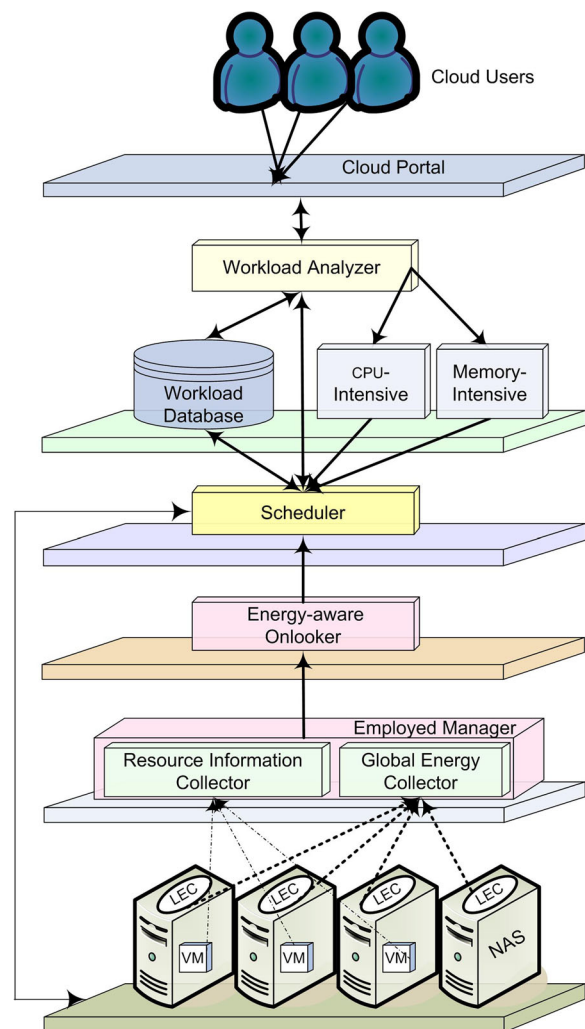 Cloud Users
Cloud Portal
Workload Analyzer
Workload
Database
CPU-
Intensive
Memory-
Intensive
Scheduler
Energy-aware
Onlooker
Employed Manager
Resource Information
Collector
Global Energy
Collector
LEC
LEC
LEC
LEC
VM
VM
VM
NAS